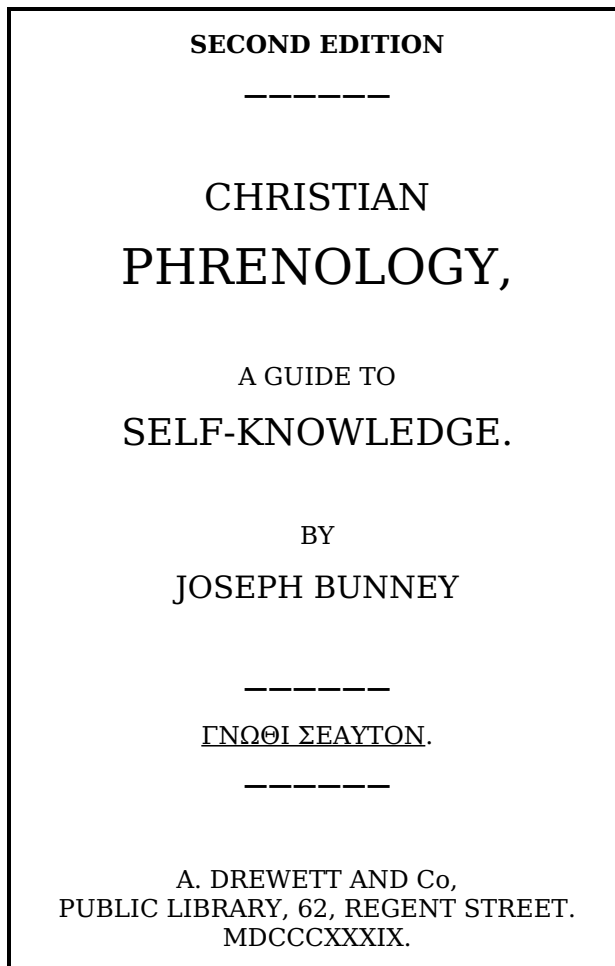 SECOND EDITION
——————
CHRISTIAN
PHRENOLOGY,
A GUIDE TO
SELF-KNOWLEDGE.
BY
JOSEPH BUNNEY
——————
ΓΝΩΘΙ ΣΕΑΥΤΟΝ.
——————
A. DREWETT AND Co,
PUBLIC LIBRARY, 62, REGENT STREET.
MDCCCXXXIX.